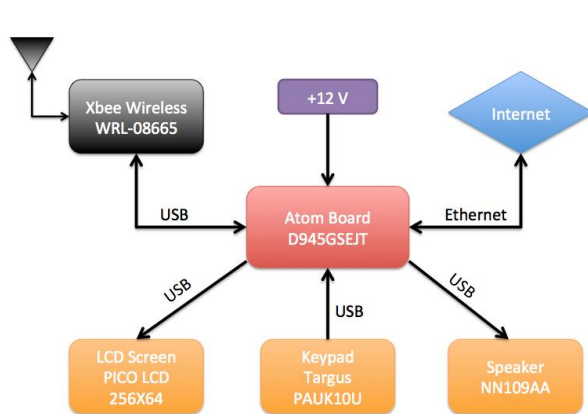 Xbee Wireless
WRL-08665
+12 V
Internet
USB
Atom Board
D945GSEJT
Ethernet
USB
USB
USB
LCD Screen
PICO LCD
256X64
Keypad
Targus
PAUK10U
Speaker
NN109AA